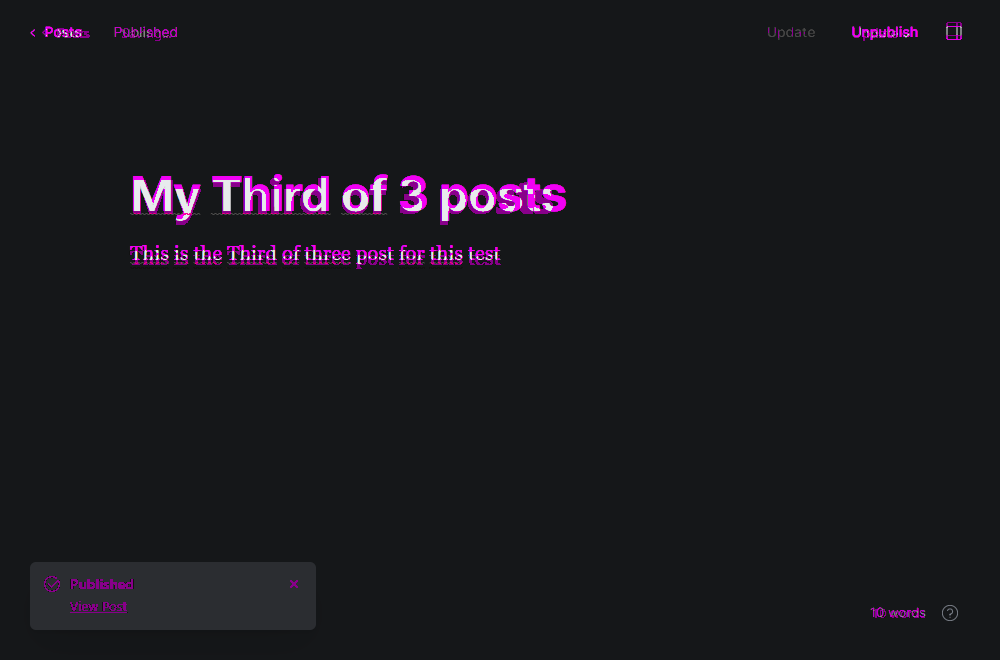 Posts Published Update Unpublish
My Third of 3 posts
This is the Third of three post for this test
Published
View Post
10 words